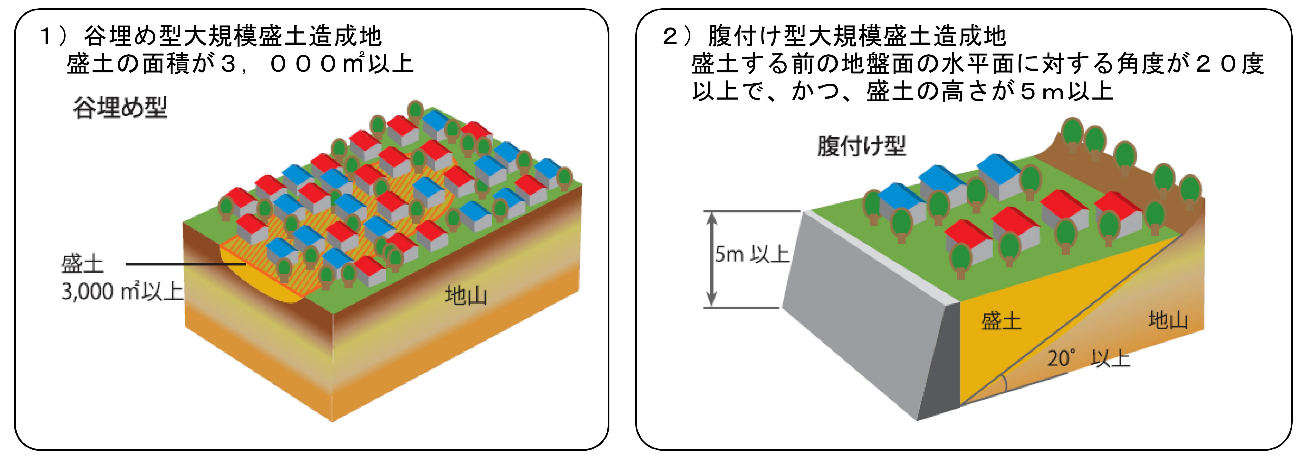 １）谷埋め型大規模盛土造成地
盛土の面積が３，０００㎡以上
谷埋め型
盛土
3,000 ㎡以上
地山
２）腹付け型大規模盛土造成地
盛土する前の地盤面の水平面に対する角度が２０度
以上で、かつ、盛土の高さが５ｍ以上
腹付け型
5m 以上
盛土
地山
20° 以上